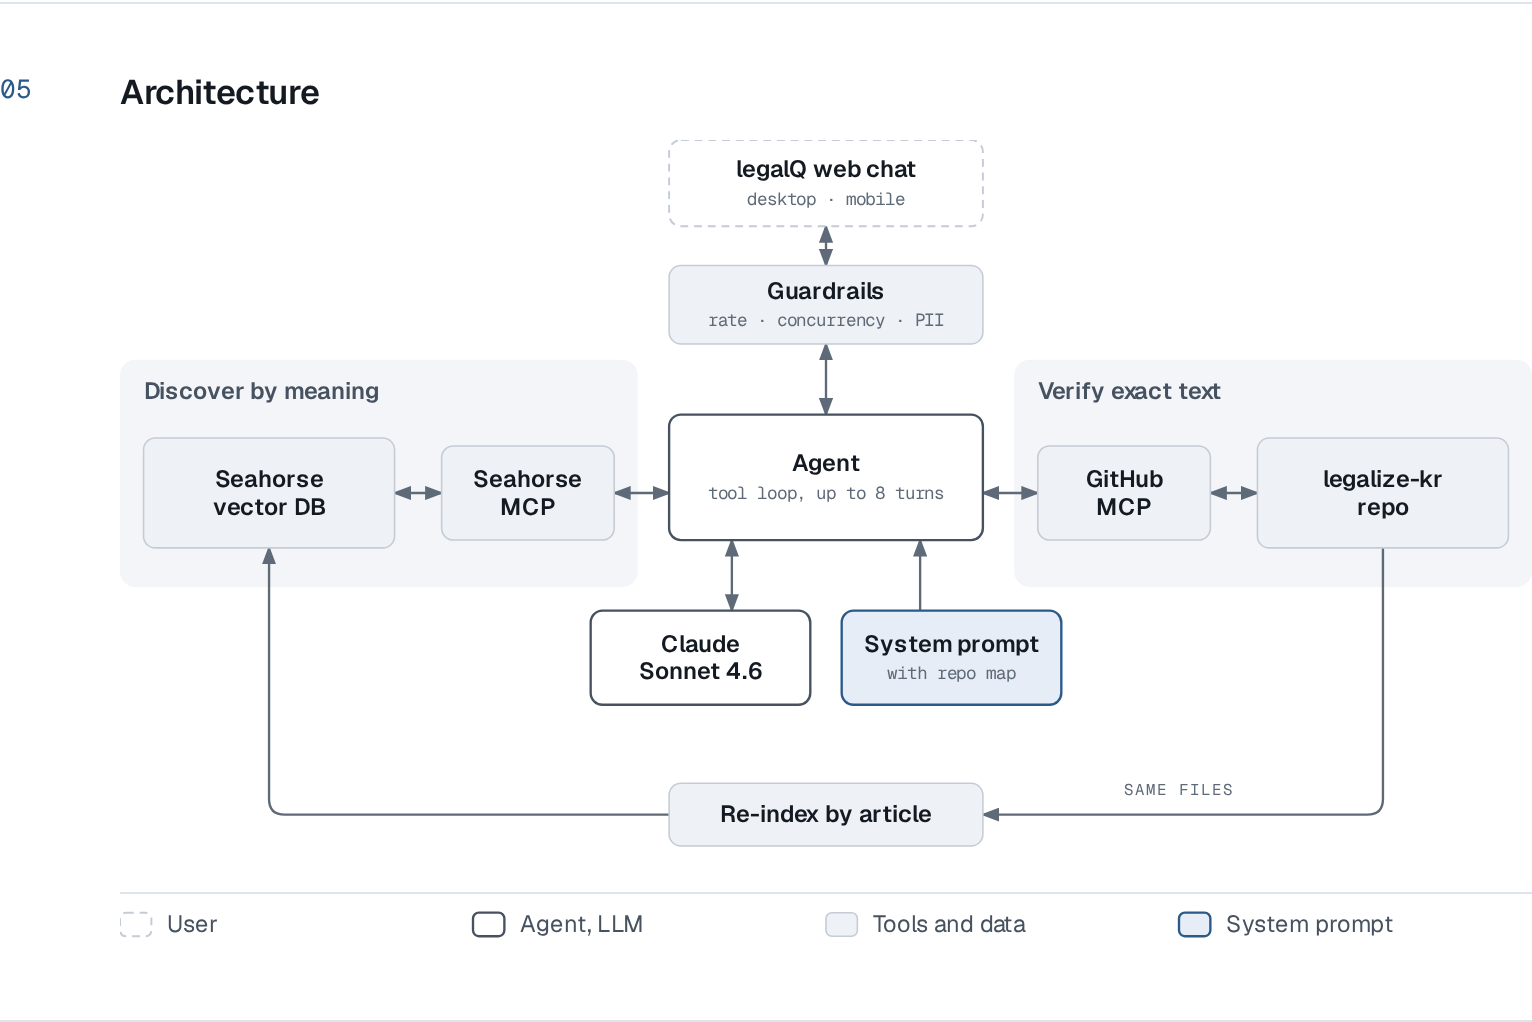 05
Architecture
legalQ web chat
desktop · mobile
Guardrails
rate · concurrency · PII
Discover by meaning
Seahorse
vector DB
Seahorse
MCP
Agent
tool loop, up to 8 turns
Verify exact text
GitHub
MCP
legalize-kr
repo
Claude
Sonnet 4.6
System prompt
with repo map
SAME FILES
Re-index by article
User
Agent, LLM
Tools and data
System prompt